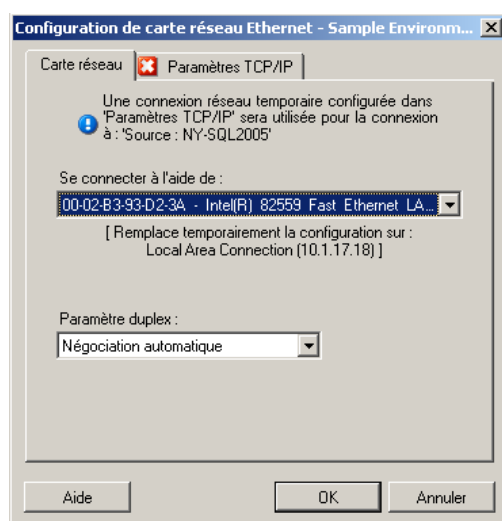 Configuration de carte réseau Ethernet - Sample Environm...
Carte réseau
Paramètres TCP/IP
Une connexion réseau temporaire configurée dans
'Paramètres TCP/IP' sera utilisée pour la connexion
à : 'Source : NY-SQL2005'
Se connecter à l'aide de :
00-02-B3-93-D2-3A - Intel(R) 82559 Fast Ethernet LA...
[ Remplace temporairement la configuration sur :
Local Area Connection (10.1.17.18) ]
Paramètre duplex :
Négociation automatique
Aide
OK
Annuler